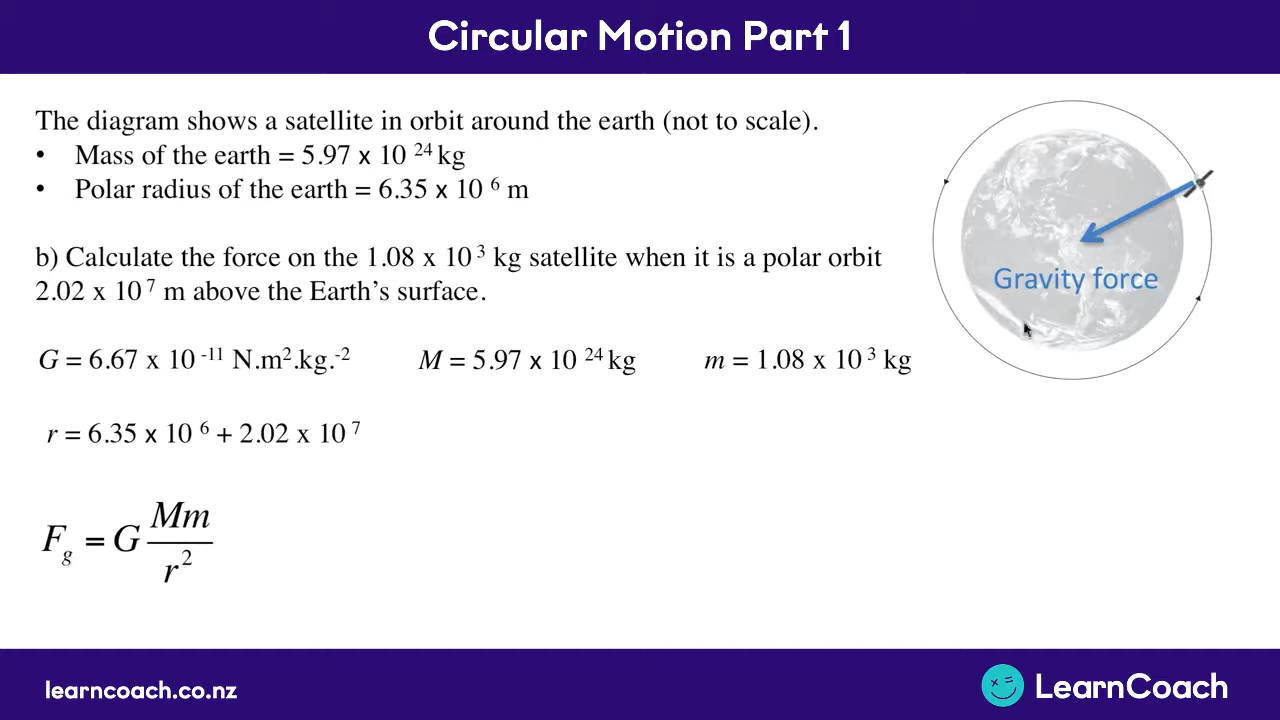 Circular Motion Part 1
The diagram shows a satellite in orbit around the earth (not to scale).
• Mass of the earth = 5.97 x 10 ²⁴ kg
• Polar radius of the earth = 6.35 x 10 ⁶ m
b) Calculate the force on the 1.08 x 10 ³ kg satellite when it is a polar orbit
2.02 x 10 ⁷ m above the Earth’s surface.
Gravity force
G = 6.67 x 10 ⁻¹¹ N.m².kg.⁻² M = 5.97 x 10 ²⁴ kg m = 1.08 x 10 ³ kg
r = 6.35 x 10 ⁶ + 2.02 x 10 ⁷
F_g = G Mm / r²
learncoach.co.nz
LearnCoach